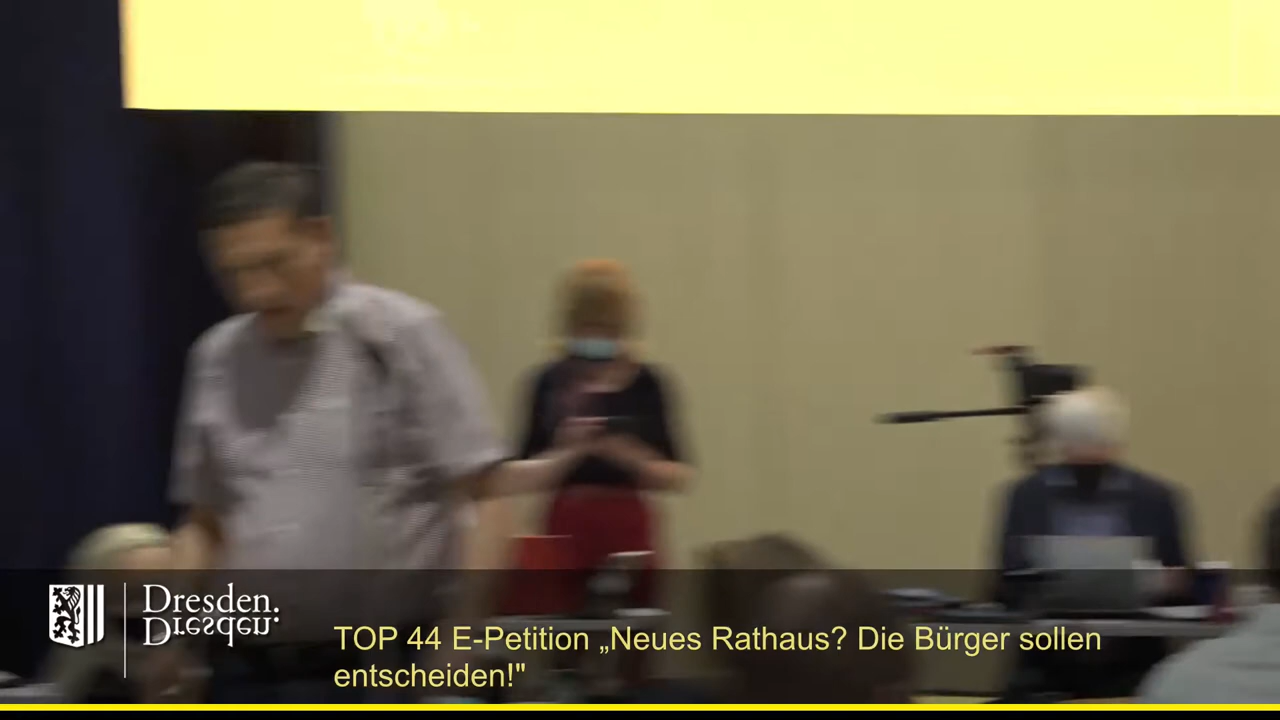 Dresden.
Dresden.
TOP 44 E-Petition „Neues Rathaus? Die Bürger sollen
entscheiden!"